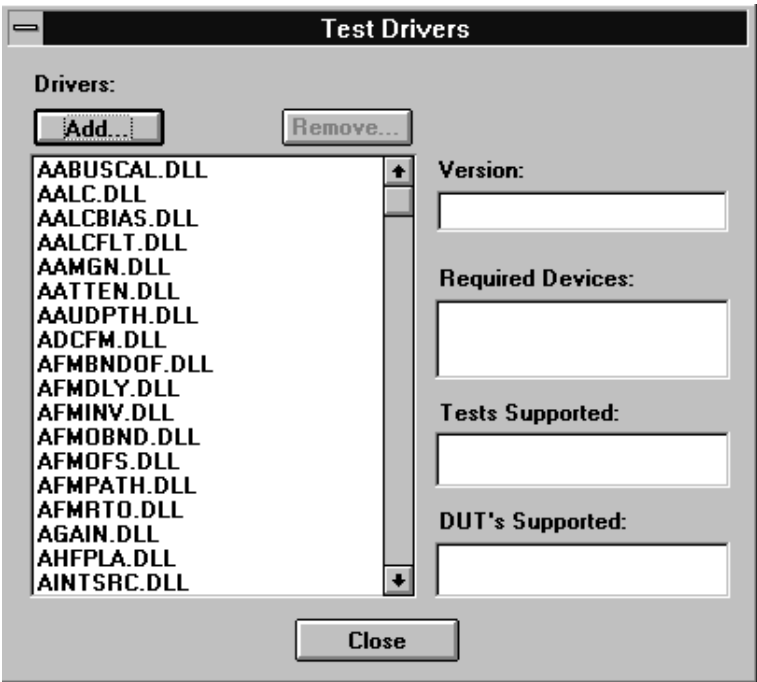 Test Drivers
Drivers:
Add...
Remove...
AABUSCAL.DLL
AALC.DLL
AALCBIAS.DLL
AALCFLT.DLL
AAMGN.DLL
AATTEN.DLL
AAUDPTH.DLL
ADCFM.DLL
AFMBNDOF.DLL
AFMDLY.DLL
AFMINV.DLL
AFMOBND.DLL
AFMOFS.DLL
AFMPATH.DLL
AFMRTO.DLL
AGAIN.DLL
AHFPLA.DLL
AINTSRC.DLL
Version:
Required Devices:
Tests Supported:
DUT's Supported:
Close